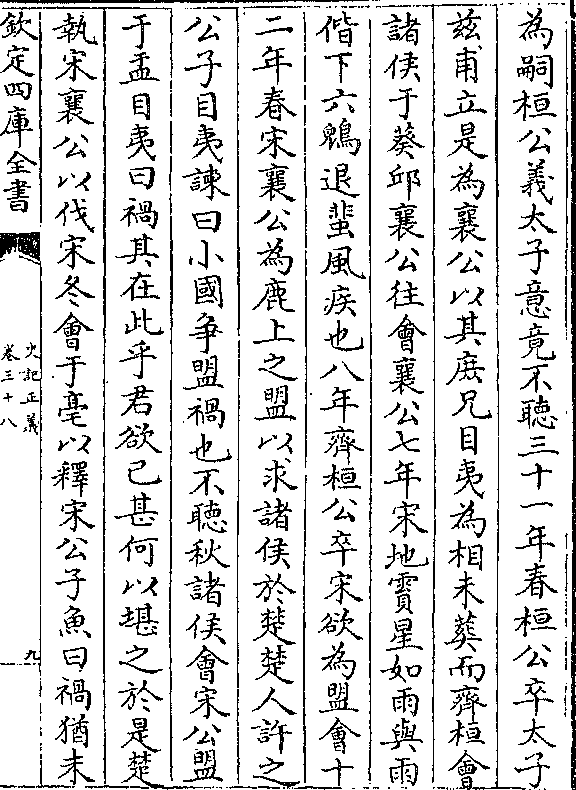 為嗣桓公義太子意竟不聽三十一年春桓公卒太子
兹甫立是為襄公以其庶兄目夷為相未葬而齊桓會
諸侯于葵邱襄公往會襄公七年宋地霣星如雨與雨
偕下六鶂退蜚風疾也八年齊桓公卒宋欲為盟會十
二年春宋襄公為鹿上之盟以求諸侯於楚楚人許之
公子目夷諫曰小國争盟禍也不聽秋諸侯會宋公盟
于盂目夷曰禍其在此乎君欲已甚何以堪之於是楚
執宋襄公以伐宋冬會于亳以釋宋公子魚曰禍猶未
欽定四庫全書
史記正義
卷三十八
九